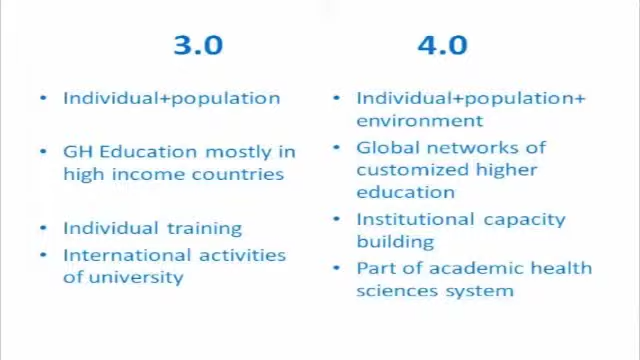 3.0
• Individual+population
• GH Education mostly in
high income countries
• Individual training
• International activities
of university
4.0
• Individual+population+
environment
• Global networks of
customized higher
education
• Institutional capacity
building
• Part of academic health
sciences system